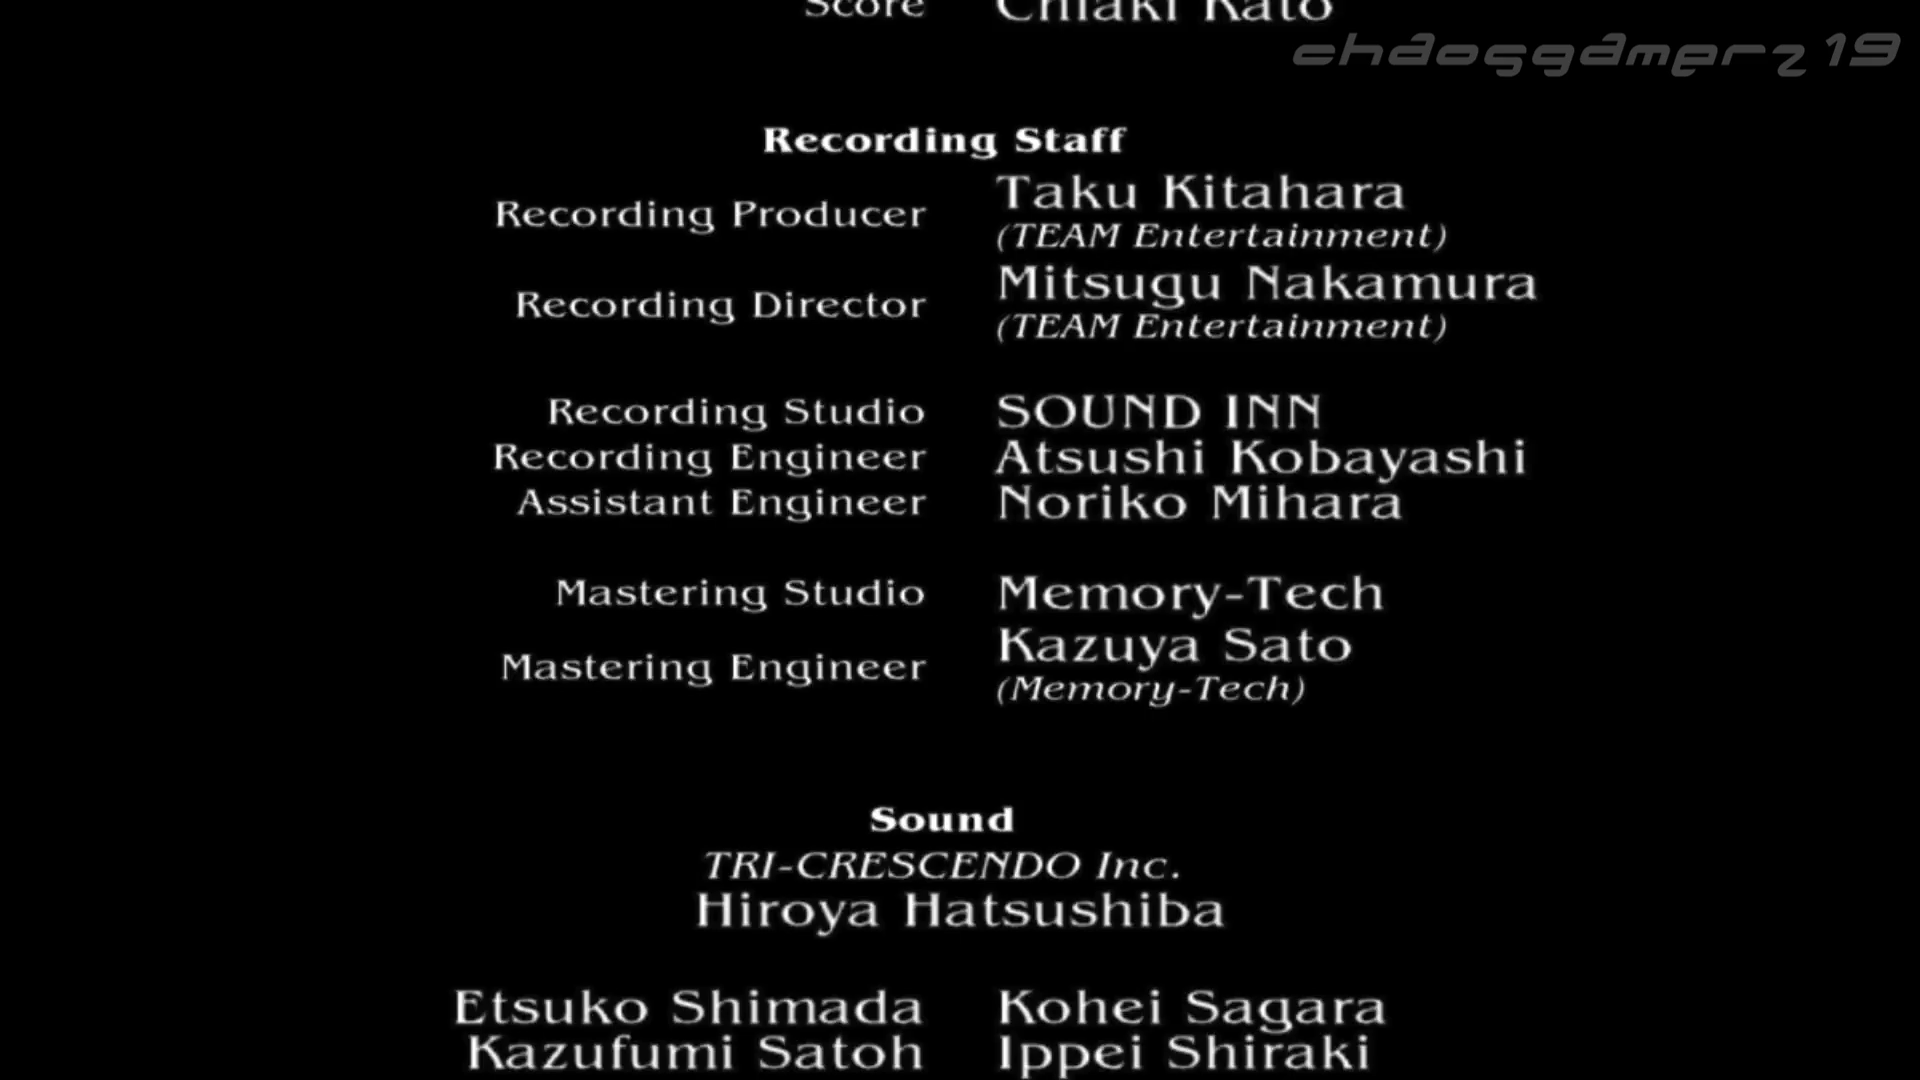 Score Chiaki Kato
chaosgamerz19
Recording Staff
Recording Producer Taku Kitahara
(TEAM Entertainment)
Recording Director Mitsugu Nakamura
(TEAM Entertainment)
Recording Studio SOUND INN
Recording Engineer Atsushi Kobayashi
Assistant Engineer Noriko Mihara
Mastering Studio Memory-Tech
Mastering Engineer Kazuya Sato
(Memory-Tech)
Sound
TRI-CRESCENDO Inc.
Hiroya Hatsushiba
Etsuko Shimada Kohei Sagara
Kazufumi Satoh Ippei Shiraki